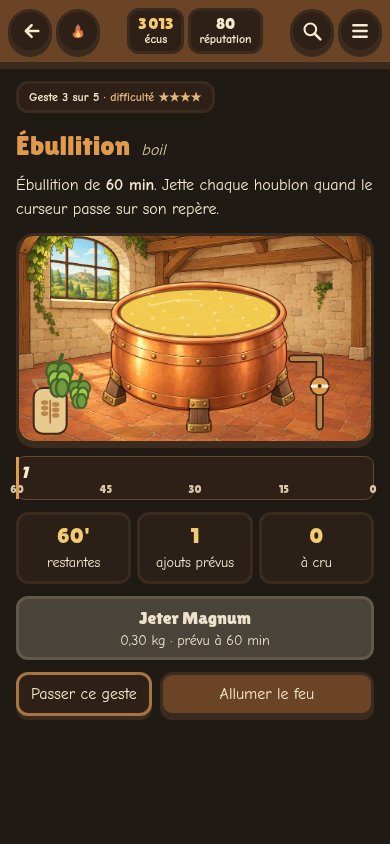 3 013
écus
80
réputation
Geste 3 sur 5 · difficulté ★★★★
Ébullition boil
Ébullition de 60 min. Jette chaque houblon quand le
curseur passe sur son repère.
1
60 45 30 15 0
60'
restantes
1
ajouts prévus
0
à cru
Jeter Magnum
0,30 kg · prévu à 60 min
Passer ce geste
Allumer le feu